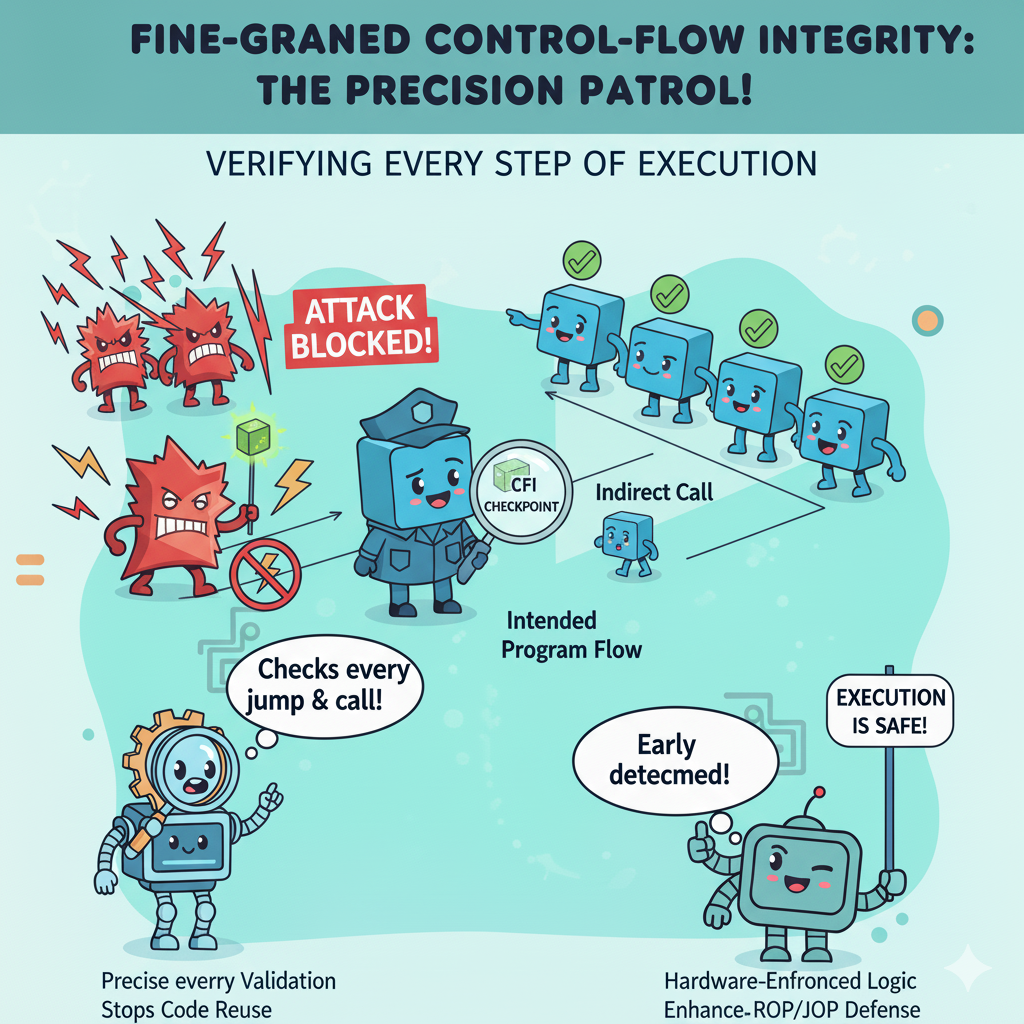 FINE-GRANED CONTROL-FLOW INTEGRITY:
THE PRECISION PATROL!
VERIFYING EVERY STEP OF EXECUTION
ATTACK
BLOCKED!
CFI
CHECKPOINT
Indirect Call
Intended
Program Flow
Checks every
jump & call!
Early
detecmed!
EXECUTION
IS SAFE!
Precise everry Validation
Stops Code Reuse
Hardware-Enfronced Logic
Enhance-ROP/JOP Defense